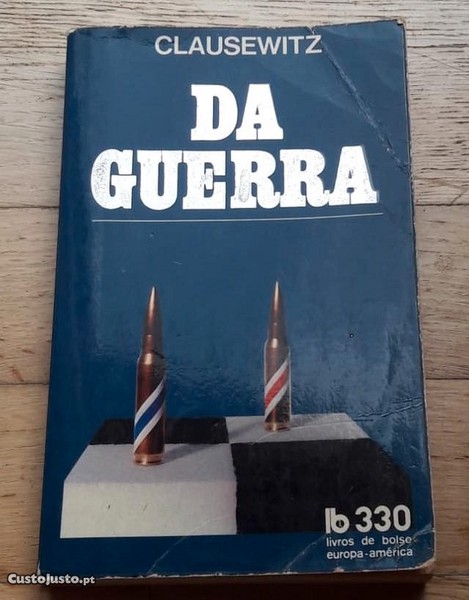 CLAUSEWITZ
DA
GUERRA
lb 330
livros de bolso
europa-américa
CustoJusto.pt